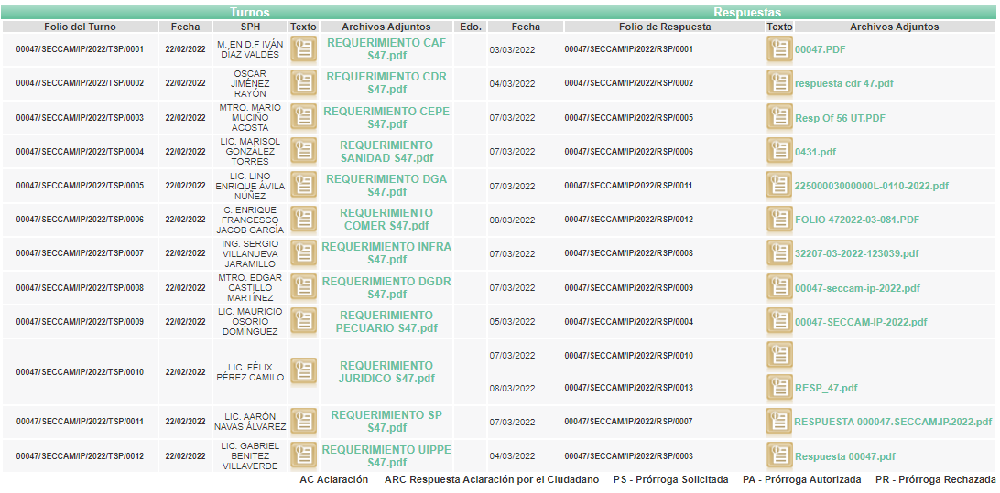 Turnos Respuestas
Folio del Turno Fecha SPH Texto Archivos Adjuntos Edo. Fecha Folio de Respuesta Texto Archivos Adjuntos
00047/SECCAM/IP/2022/TSP/0001 22/02/2022 M. EN D.F IVÁN DÍAZ VALDÉS REQUERIMIENTO CAF S47.pdf 03/03/2022 00047/SECCAM/IP/2022/RSP/0001 00047.PDF
00047/SECCAM/IP/2022/TSP/0002 22/02/2022 OSCAR JIMÉNEZ RAYÓN REQUERIMIENTO CDR S47.pdf 04/03/2022 00047/SECCAM/IP/2022/RSP/0002 respuesta cdr 47.pdf
00047/SECCAM/IP/2022/TSP/0003 22/02/2022 MTRO. MARIO MUCIÑO ACOSTA REQUERIMIENTO CEPE S47.pdf 07/03/2022 00047/SECCAM/IP/2022/RSP/0005 Resp Of 56 UT.PDF
00047/SECCAM/IP/2022/TSP/0004 22/02/2022 LIC. MARISOL GONZÁLEZ TORRES REQUERIMIENTO SANIDAD S47.pdf 07/03/2022 00047/SECCAM/IP/2022/RSP/0006 0431.pdf
00047/SECCAM/IP/2022/TSP/0005 22/02/2022 LIC. LINO ENRIQUE ÁVILA NÚÑEZ REQUERIMIENTO DGA S47.pdf 07/03/2022 00047/SECCAM/IP/2022/RSP/0011 22500003000000L-0110-2022.pdf
00047/SECCAM/IP/2022/TSP/0006 22/02/2022 C. ENRIQUE FRANCESCO JACOB GARCÍA REQUERIMIENTO COMER S47.pdf 08/03/2022 00047/SECCAM/IP/2022/RSP/0012 FOLIO 472022-03-081.PDF
00047/SECCAM/IP/2022/TSP/0007 22/02/2022 ING. SERGIO VILLANUEVA JARAMILLO REQUERIMIENTO INFRA S47.pdf 07/03/2022 00047/SECCAM/IP/2022/RSP/0008 32207-03-2022-123039.pdf
00047/SECCAM/IP/2022/TSP/0008 22/02/2022 MTRO. EDGAR CASTILLO MARTÍNEZ REQUERIMIENTO DGDR S47.pdf 07/03/2022 00047/SECCAM/IP/2022/RSP/0009 00047-seccam-ip-2022.pdf
00047/SECCAM/IP/2022/TSP/0009 22/02/2022 LIC. MAURICIO OSORIO DOMÍNGUEZ REQUERIMIENTO PECUARIO S47.pdf 05/03/2022 00047/SECCAM/IP/2022/RSP/0004 00047-SECCAM-IP-2022.pdf
00047/SECCAM/IP/2022/TSP/0010 22/02/2022 LIC. FÉLIX PÉREZ CAMILO REQUERIMIENTO JURIDICO S47.pdf 07/03/2022 00047/SECCAM/IP/2022/RSP/0010
08/03/2022 00047/SECCAM/IP/2022/RSP/0013 RESP_47.pdf
00047/SECCAM/IP/2022/TSP/0011 22/02/2022 LIC. AARÓN NAVAS ÁLVAREZ REQUERIMIENTO SP S47.pdf 07/03/2022 00047/SECCAM/IP/2022/RSP/0007 RESPUESTA 000047.SECCAM.IP.2022.pdf
00047/SECCAM/IP/2022/TSP/0012 22/02/2022 LIC. GABRIEL BENITEZ VILLAVERDE REQUERIMIENTO UIPPE S47.pdf 04/03/2022 00047/SECCAM/IP/2022/RSP/0003 Respuesta 00047.pdf
AC Aclaración ARC Respuesta Aclaración por el Ciudadano PS - Prórroga Solicitada PA - Prórroga Autorizada PR - Prórroga Rechazada